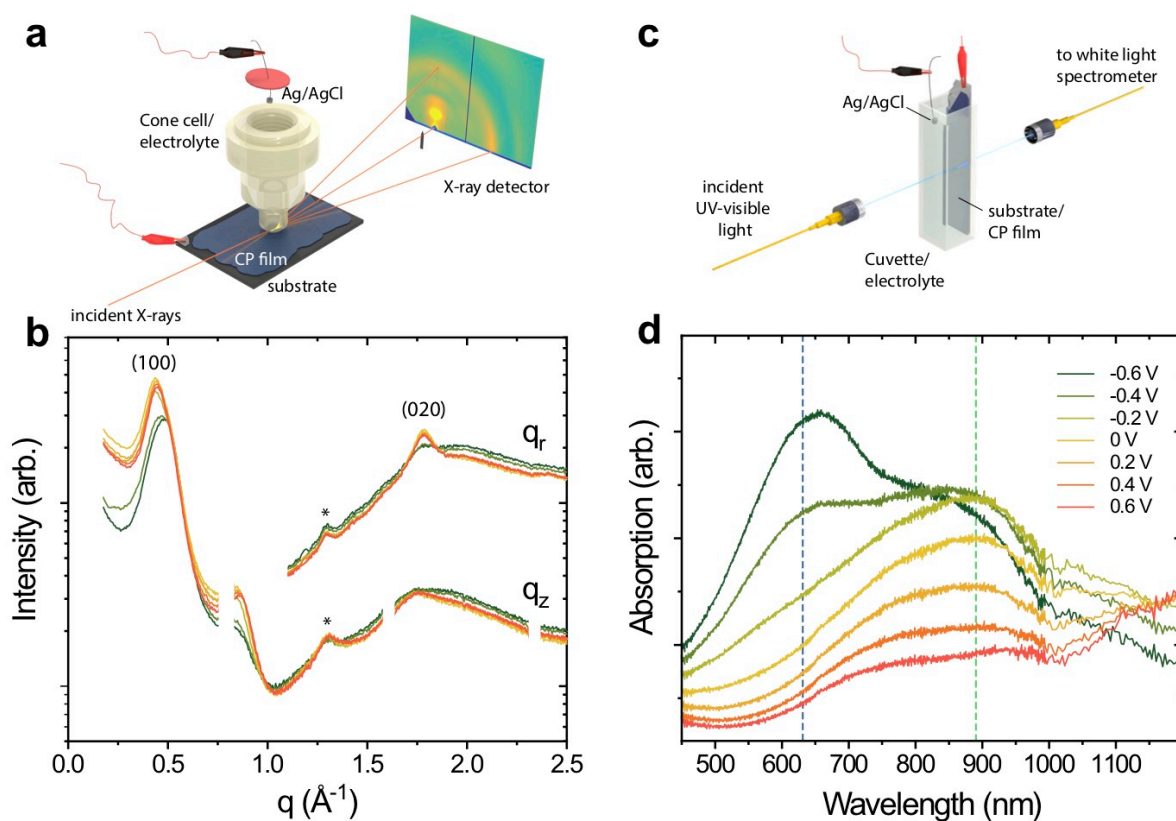 a
Ag/AgCl
Cone cell/
electrolyte
X-ray detector
CP film
substrate
incident X-rays
c
to white light
spectrometer
Ag/AgCl
incident
UV-visible
light
substrate/
CP film
Cuvette/
electrolyte
b
(100)
(020)
qr
*
qz
*
Intensity (arb.)
0.0 0.5 1.0 1.5 2.0 2.5
q (Å-1)
d
-0.6 V
-0.4 V
-0.2 V
0 V
0.2 V
0.4 V
0.6 V
Absorption (arb.)
500 600 700 800 900 1000 1100
Wavelength (nm)